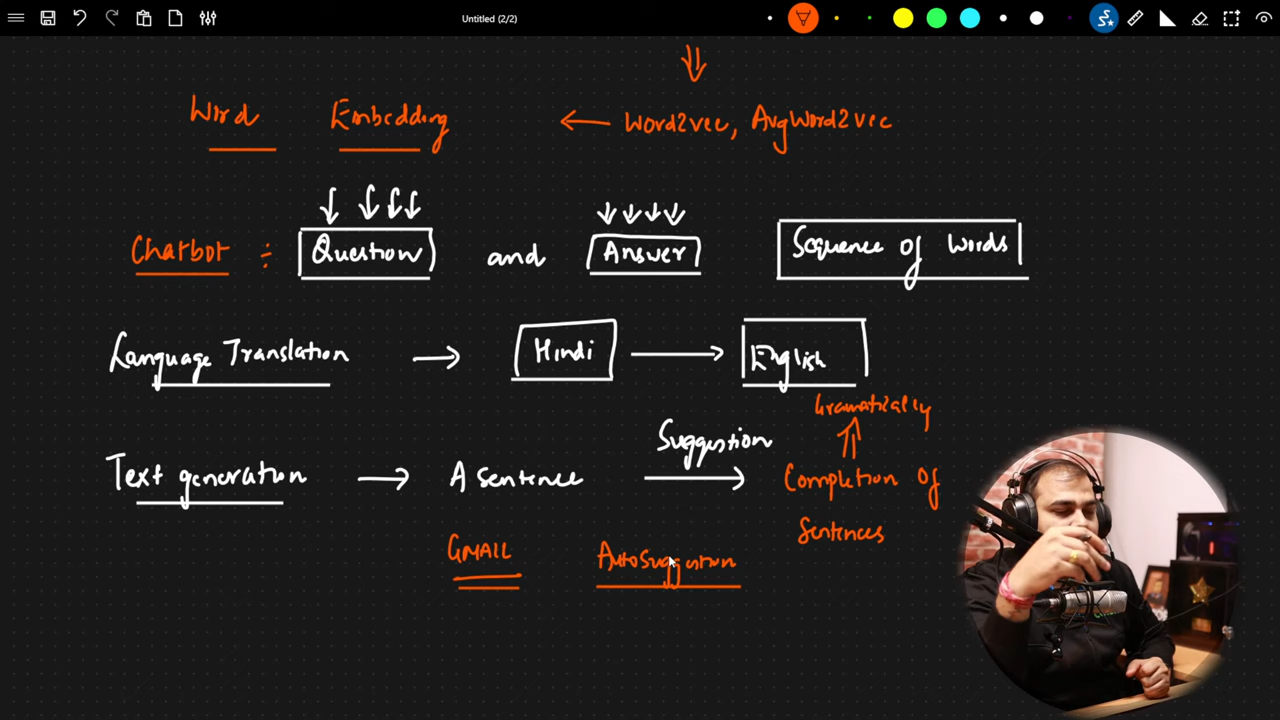 Untitled (2/2)
Word Embedding ← Word2vec, AvgWord2vec
Chatbot ÷ Question and Answer Sequence of words
Language Translation → Hindi → English
Gramatically
Suggestion
Text generation → A sentence → Completion of
Sentences
GMAIL AutoSuggestion